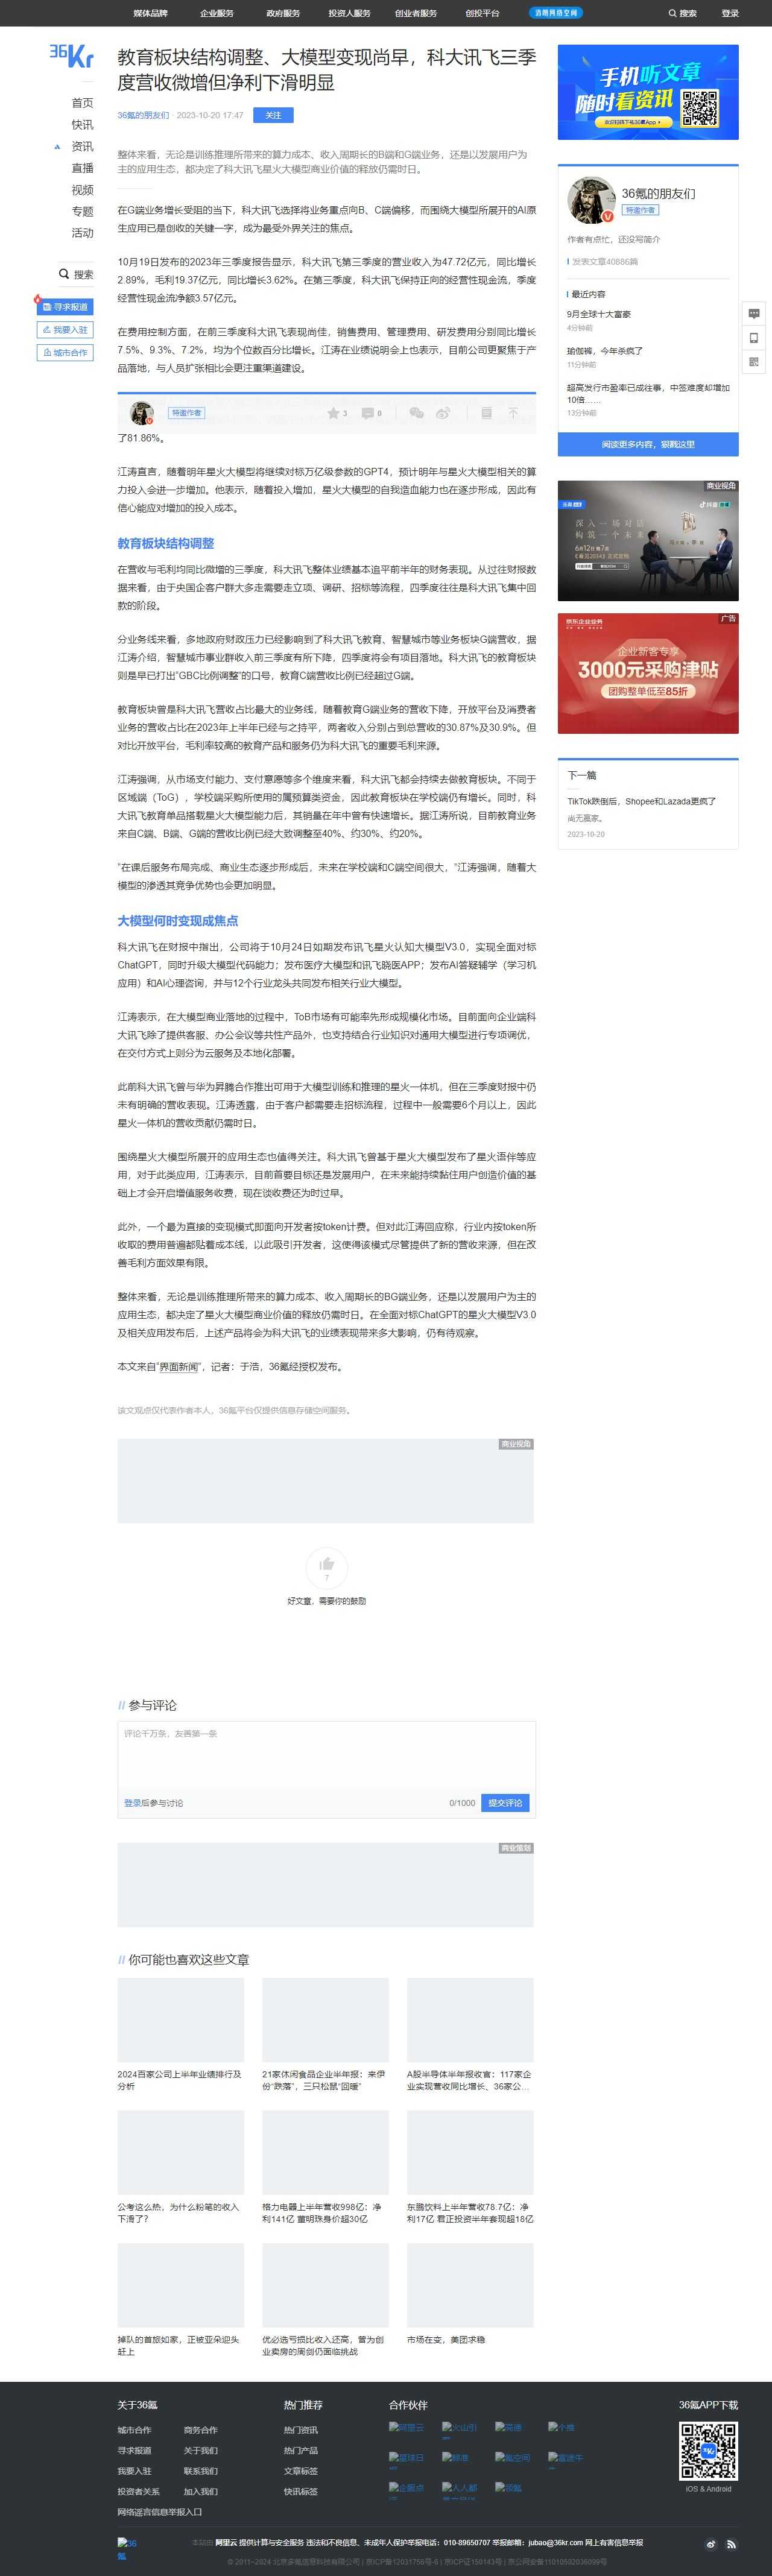 媒体品牌 企业服务 政府服务 投资人服务 创业者服务 创投平台 清朗网络空间 搜索 登录
36Kr
首页
快讯
资讯
直播
视频
专题
活动
搜索
寻求报道
我要入驻
城市合作
教育板块结构调整、大模型变现尚早，科大讯飞三季
度营收微增但净利下滑明显
36氪的朋友们 · 2023-10-20 17:47 关注
整体来看，无论是训练推理所带来的算力成本、收入周期长的B端和G端业务，还是以发展用户为
主的应用生态，都决定了科大讯飞星火大模型商业价值的释放仍需时日。
在G端业务增长受阻的当下，科大讯飞选择将业务重点向B、C端偏移，而围绕大模型所展开的AI原
生应用已是创收的关键一字，成为最受外界关注的焦点。
10月19日发布的2023年三季度报告显示，科大讯飞第三季度的营业收入为47.72亿元，同比增长
2.89%，毛利19.37亿元，同比增长3.62%。在第三季度，科大讯飞保持正向的经营性现金流，季度
经营性现金流净额3.57亿元。
在费用控制方面，在前三季度科大讯飞表现尚佳，销售费用、管理费用、研发费用分别同比增长
7.5%、9.3%、7.2%，均为个位数百分比增长。江涛在业绩说明会上也表示，目前公司更聚焦于产
品落地，与人员扩张相比会更注重渠道建设。
特邀作者 3 0
了81.86%。
江涛直言，随着明年星火大模型将继续对标万亿级参数的GPT4，预计明年与星火大模型相关的算
力投入会进一步增加。他表示，随着投入增加，星火大模型的自我造血能力也在逐步形成，因此有
信心能应对增加的投入成本。
教育板块结构调整
在营收与毛利均同比微增的三季度，科大讯飞整体业绩基本追平前半年的财务表现。从过往财报数
据来看，由于央国企客户群大多走需要走立项、调研、招标等流程，四季度往往是科大讯飞集中回
款的阶段。
分业务线来看，多地政府财政压力已经影响到了科大讯飞教育、智慧城市等业务板块G端营收，据
江涛介绍，智慧城市事业群收入前三季度有所下降，四季度将会有项目落地。科大讯飞的教育板块
则是早已打出“GBC比例调整”的口号，教育C端营收比例已经超过G端。
教育板块曾是科大讯飞营收占比最大的业务线，随着教育G端业务的营收下降，开放平台及消费者
业务的营收占比在2023年上半年已经与之持平，两者收入分别占到总营收的30.87%及30.9%。但
对比开放平台，毛利率较高的教育产品和服务仍为科大讯飞的重要毛利来源。
江涛强调，从市场支付能力、支付意愿等多个维度来看，科大讯飞都会持续去做教育板块。不同于
区域端（ToG），学校端采购所使用的属预算类资金，因此教育板块在学校端仍有增长。同时，科
大讯飞教育单品搭载星火大模型能力后，其销量在年中曾有快速增长。据江涛所说，目前教育业务
来自C端、B端、G端的营收比例已经大致调整至40%、约30%、约20%。
“在课后服务布局完成、商业生态逐步形成后，未来在学校端和C端空间很大，”江涛强调，随着大
模型的渗透其竞争优势也会更加明显。
大模型何时变现成焦点
科大讯飞在财报中指出，公司将于10月24日如期发布讯飞星火认知大模型V3.0，实现全面对标
ChatGPT，同时升级大模型代码能力；发布医疗大模型和讯飞晓医APP；发布AI答疑辅学（学习机
应用）和AI心理咨询，并与12个行业龙头共同发布相关行业大模型。
江涛表示，在大模型商业落地的过程中，ToB市场有可能率先形成规模化市场。目前面向企业端科
大讯飞除了提供客服、办公会议等共性产品外，也支持结合行业知识对通用大模型进行专项调优，
在交付方式上则分为云服务及本地化部署。
此前科大讯飞曾与华为昇腾合作推出可用于大模型训练和推理的星火一体机，但在三季度财报中仍
未有明确的营收表现。江涛透露，由于客户都需要走招标流程，过程中一般需要6个月以上，因此
星火一体机的营收贡献仍需时日。
围绕星火大模型所展开的应用生态也值得关注。科大讯飞曾基于星火大模型发布了星火语伴等应
用，对于此类应用，江涛表示，目前首要目标还是发展用户，在未来能持续黏住用户创造价值的基
础上才会开启增值服务收费，现在谈收费还为时过早。
此外，一个最为直接的变现模式即面向开发者按token计费。但对此江涛回应称，行业内按token所
收取的费用普遍都贴着成本线，以此吸引开发者，这使得该模式尽管提供了新的营收来源，但在改
善毛利方面效果有限。
整体来看，无论是训练推理所带来的算力成本、收入周期长的BG端业务，还是以发展用户为主的
应用生态，都决定了星火大模型商业价值的释放仍需时日。在全面对标ChatGPT的星火大模型V3.0
及相关应用发布后，上述产品将会为科大讯飞的业绩表现带来多大影响，仍有待观察。
本文来自“界面新闻”，记者：于浩，36氪经授权发布。
该文观点仅代表作者本人，36氪平台仅提供信息存储空间服务。
商业视角
7
好文章，需要你的鼓励
参与评论
评论千万条，友善第一条
登录后参与讨论 0/1000 提交评论
商业策划
你可能也喜欢这些文章
2024百家公司上半年业绩排行及
分析
21家休闲食品企业半年报：来伊
份“跌落”，三只松鼠“回暖”
A股半导体半年报收官：117家企
业实现营收同比增长、36家公...
公考这么热，为什么粉笔的收入
下滑了？
格力电器上半年营收998亿：净
利141亿 董明珠身价超30亿
东鹏饮料上半年营收78.7亿：净
利17亿 君正投资半年套现超18亿
掉队的首旅如家，正被亚朵迎头
赶上
优必选亏损比收入还高，曾为创
业卖房的周剑仍面临挑战
市场在变，美团求稳
手机听文章
随时看资讯
36氪的朋友们
特邀作者
作者有点忙，还没写简介
发表文章40886篇
最近内容
9月全球十大富豪
4分钟前
瑜伽裤，今年杀疯了
11分钟前
超高发行市盈率已成往事，中签难度却增加
10倍……
13分钟前
阅读更多内容，狠戳这里
商业视角
深入一场对话
构筑一个未来
广告
京东企业业务
企业新客专享
3000元采购津贴
团购整单低至85折
下一篇
TikTok跌倒后，Shopee和Lazada更疯了
尚无赢家。
2023-10-20
关于36氪
城市合作 商务合作
寻求报道 关于我们
我要入驻 联系我们
投资者关系 加入我们
网络谣言信息举报入口
热门推荐
热门资讯
热门产品
文章标签
快讯标签
合作伙伴
阿里云 火山引 个推
星球日 鲸准 氪空间 富途牛
企服点 人人都 领氪
36氪APP下载
iOS & Android
36
氪
本站由 阿里云 提供计算与安全服务 违法和不良信息、未成年人保护举报电话：010-89650707 举报邮箱：jubao@36kr.com 网上有害信息举报
© 2011~2024 北京多氪信息科技有限公司 | 京ICP备12031756号-6 | 京ICP证150143号 | 京公网安备11010502036099号